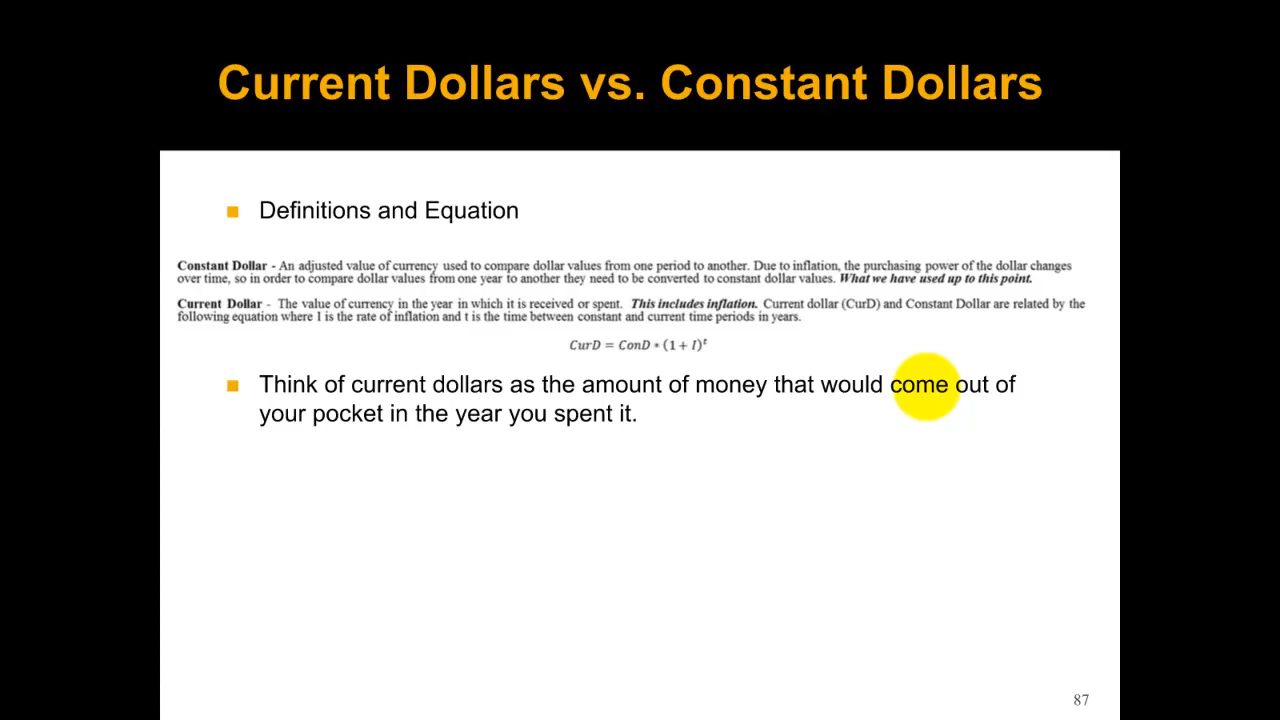 Current Dollars vs. Constant Dollars
Definitions and Equation
Constant Dollar - An adjusted value of currency used to compare dollar values from one period to another. Due to inflation, the purchasing power of the dollar changes
over time, so in order to compare dollar values from one year to another they need to be converted to constant dollar values. What we have used up to this point.
Current Dollar - The value of currency in the year in which it is received or spent. This includes inflation. Current dollar (CurD) and Constant Dollar are related by the
following equation where I is the rate of inflation and t is the time between constant and current time periods in years.
CurD = ConD * (1 + I)^t
Think of current dollars as the amount of money that would come out of
your pocket in the year you spent it.
87